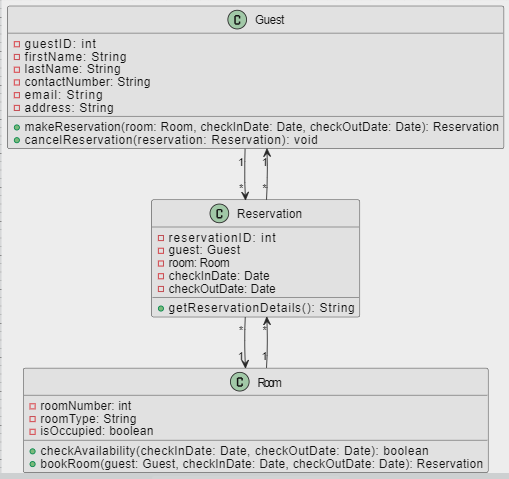 C Guest
guestID: int
firstName: String
lastName: String
contactNumber: String
email: String
address: String
makeReservation(room: Room, checkInDate: Date, checkOutDate: Date): Reservation
cancelReservation(reservation: Reservation): void
1 1
* *
C Reservation
reservationID: int
guest: Guest
room: Room
checkInDate: Date
checkOutDate: Date
getReservationDetails(): String
* *
1 1
C Room
roomNumber: int
roomType: String
isOccupied: boolean
checkAvailability(checkInDate: Date, checkOutDate: Date): boolean
bookRoom(guest: Guest, checkInDate: Date, checkOutDate: Date): Reservation